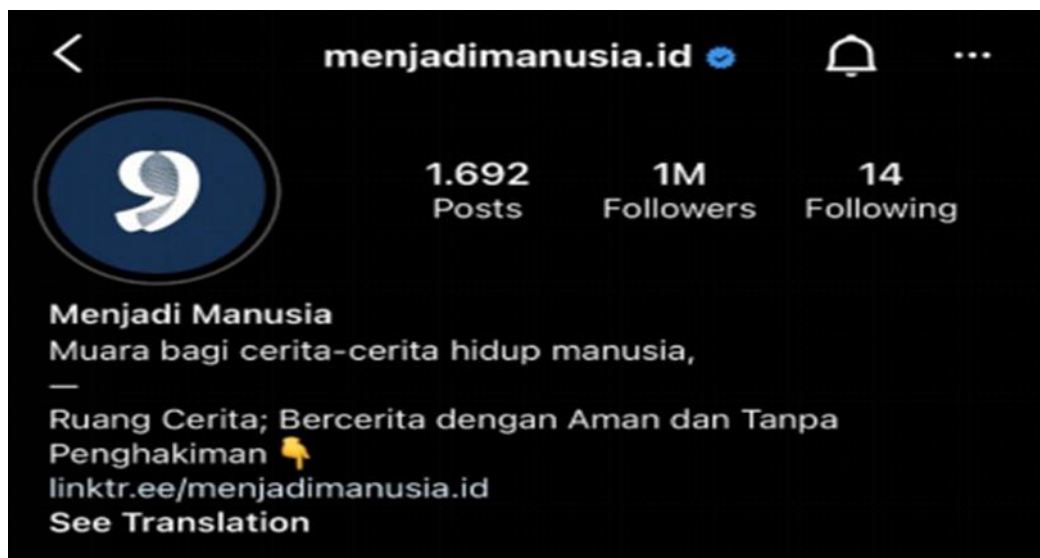 menjadimanusia.id
1.692 1M 14
Posts Followers Following
Menjadi Manusia
Muara bagi cerita-cerita hidup manusia,
—
Ruang Cerita; Bercerita dengan Aman dan Tanpa
Penghakiman 👇
linktr.ee/menjadimanusia.id
See Translation